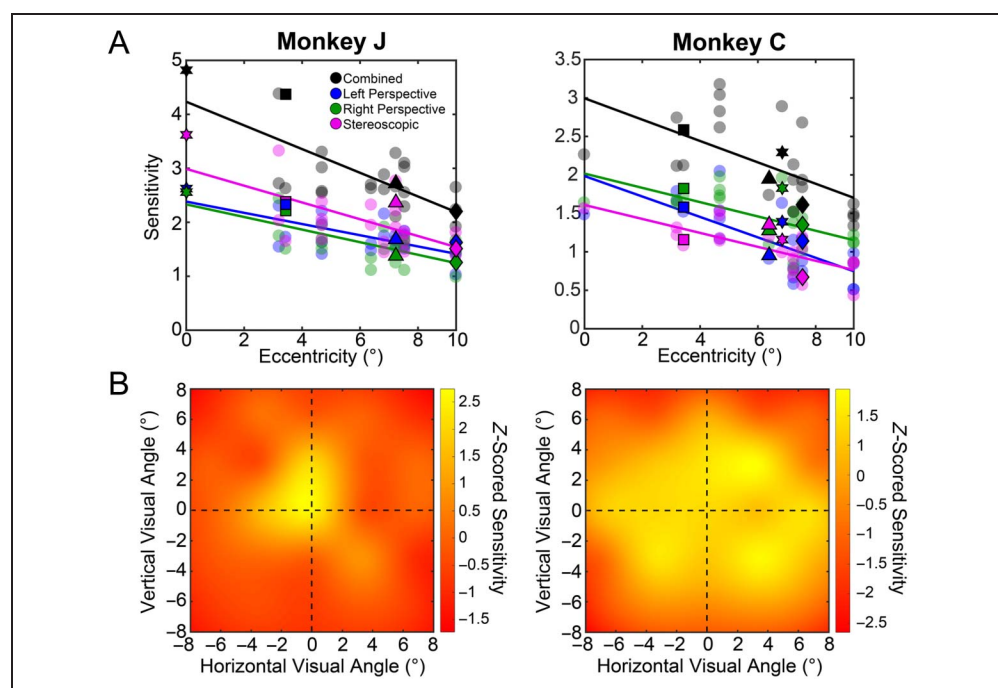 A
Monkey J
Monkey C
Sensitivity
5
4
3
2
1
0
Combined
Left Perspective
Right Perspective
Stereoscopic
0 2 4 6 8 10
Eccentricity (°)
3.5
3
2.5
2
1.5
1
0.5
0
0 2 4 6 8 10
Eccentricity (°)
B
Vertical Visual Angle (°)
8
6
4
2
0
−2
−4
−6
−8
−8 −6 −4 −2 0 2 4 6 8
Horizontal Visual Angle (°)
2.5
2
1.5
1
0.5
0
−0.5
−1
−1.5
Z-Scored Sensitivity
Vertical Visual Angle (°)
8
6
4
2
0
−2
−4
−6
−8
−8 −6 −4 −2 0 2 4 6 8
Horizontal Visual Angle (°)
1.5
1
0.5
0
−0.5
−1
−1.5
−2
−2.5
Z-Scored Sensitivity